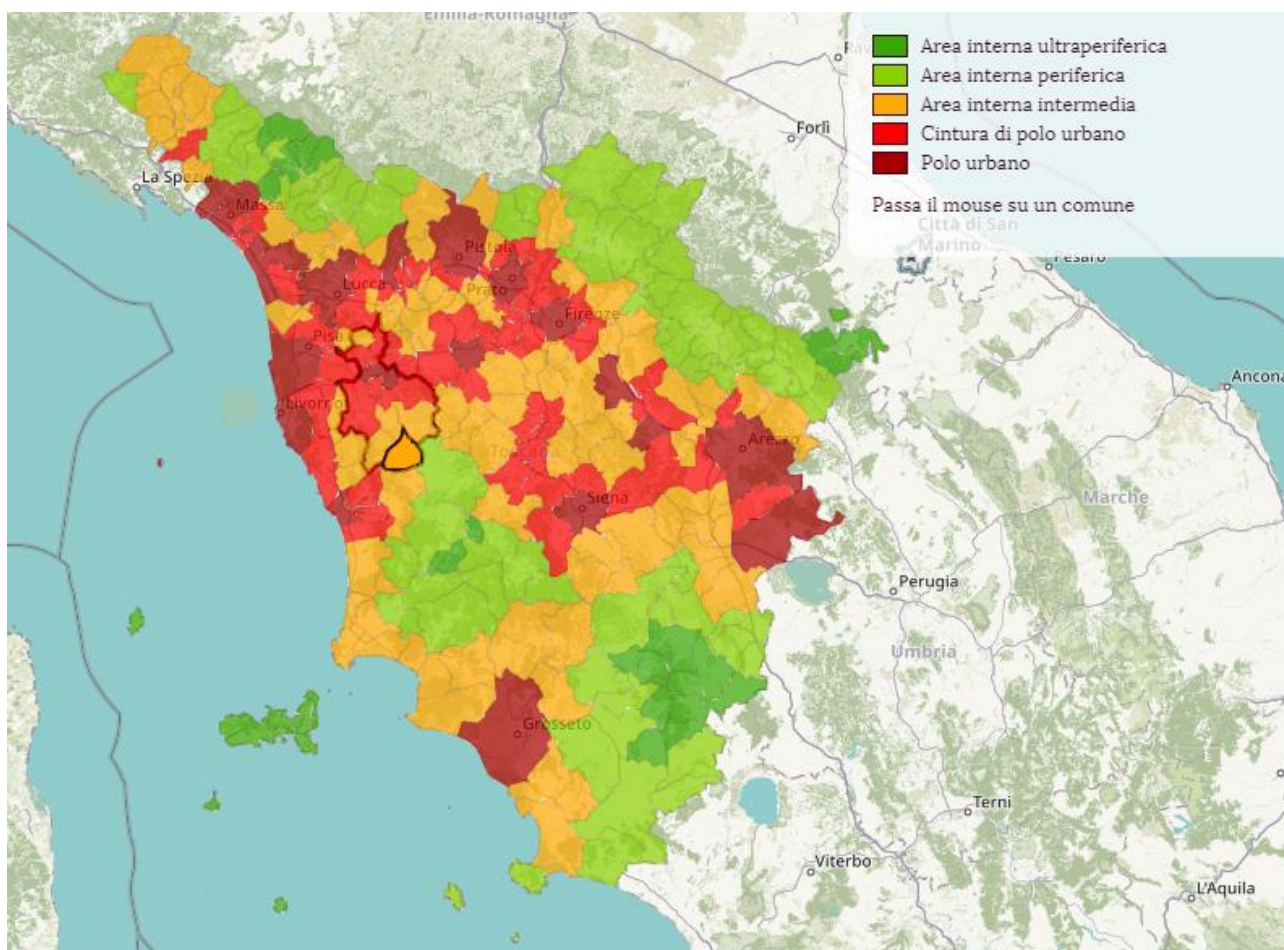 Emilia-Romagna
Area interna ultraperiferica
Area interna periferica
Area interna intermedia
Cintura di polo urbano
Polo urbano
Passa il mouse su un comune
Forlì
Città di San
Marino
Pesaro
La Spezia
Massa
Pistoia
Lucca
Prato
Firenze
Pisa
Ancona
Livorno
Arezzo
Toscana
Siena
Marche
Perugia
Umbria
Grosseto
Terni
Viterbo
L'Aquila